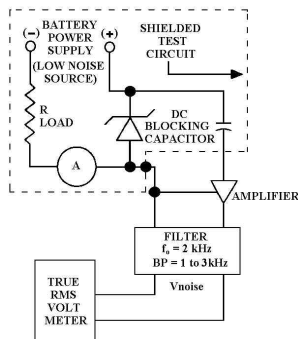 (-)
BATTERY
POWER
SUPPLY
(+)
(LOW NOISE
SOURCE)
SHIELDED
TEST
CIRCUIT
R
LOAD
DC
BLOCKING
CAPACITOR
A
AMPLIFIER
FILTER
fo = 2 kHz
BP = 1 to 3kHz
Vnoise
TRUE
RMS
VOLT
METER